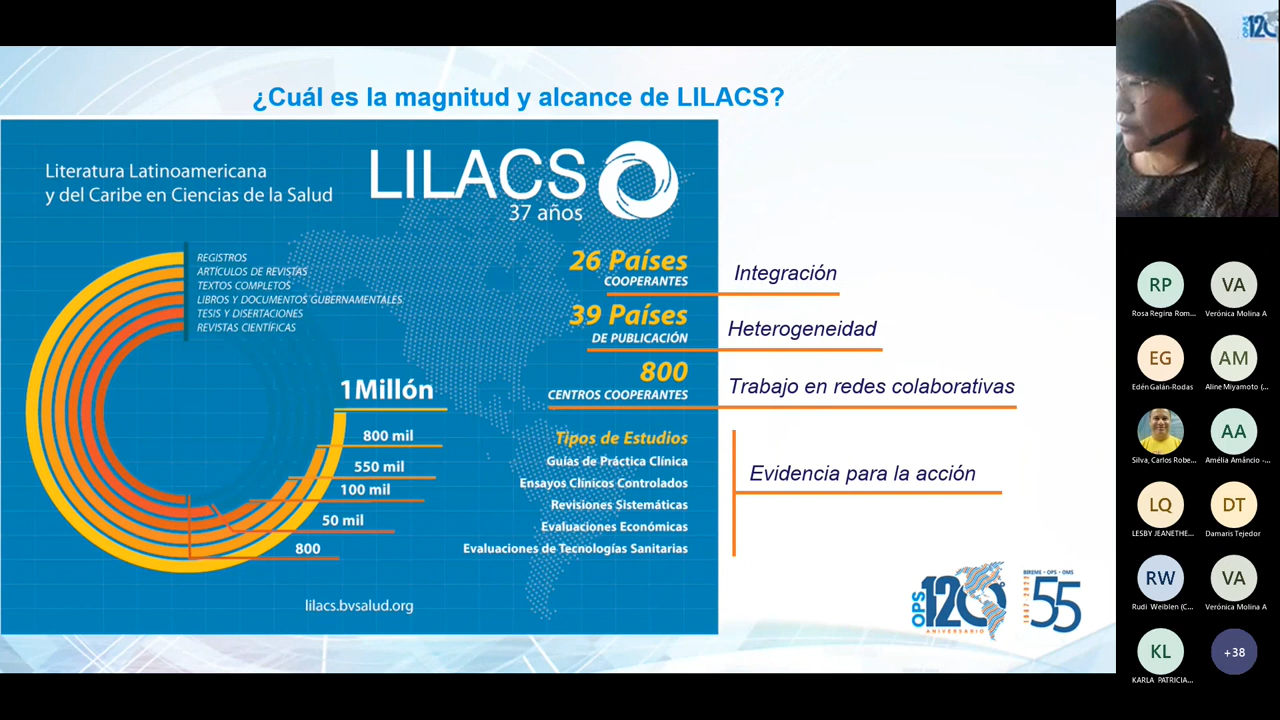 ¿Cuál es la magnitud y alcance de LILACS?
Literatura Latinoamericana
y del Caribe en Ciencias de la Salud
LILACS
37 años
REGISTROS
ARTÍCULOS DE REVISTAS
TEXTOS COMPLETOS
LIBROS Y DOCUMENTOS GUBERNAMENTALES
TESIS Y DISERTACIONES
REVISTAS CIENTÍFICAS
1Millón
800 mil
550 mil
100 mil
50 mil
800
26 Países
COOPERANTES
39 Países
DE PUBLICACIÓN
800
CENTROS COOPERANTES
Tipos de Estudios
Guias de Práctica Clínica
Ensayos Clínicos Controlados
Revisiones Sistemáticas
Evaluaciones Económicas
Evaluaciones de Tecnologías Sanitarias
lilacs.bvsalud.org
Integración
Heterogeneidad
Trabajo en redes colaborativas
Evidencia para la acción
OPS
120
ANIVERSARIO
BIREME • OPS • OMS
55
OPAS
120
RP
Rosa Regina Rom...
VA
Verónica Molina A
EG
Edén Galán-Rodas
AM
Aline Miyamoto (...
Silva, Carlos Robe...
AA
Amélia Amâncio -...
LQ
LESBY JEANETHE...
DT
Damaris Tejedor
RW
Rudi Weiblen (C...
VA
Verónica Molina A
KL
KARLA PATRICIA...
+38